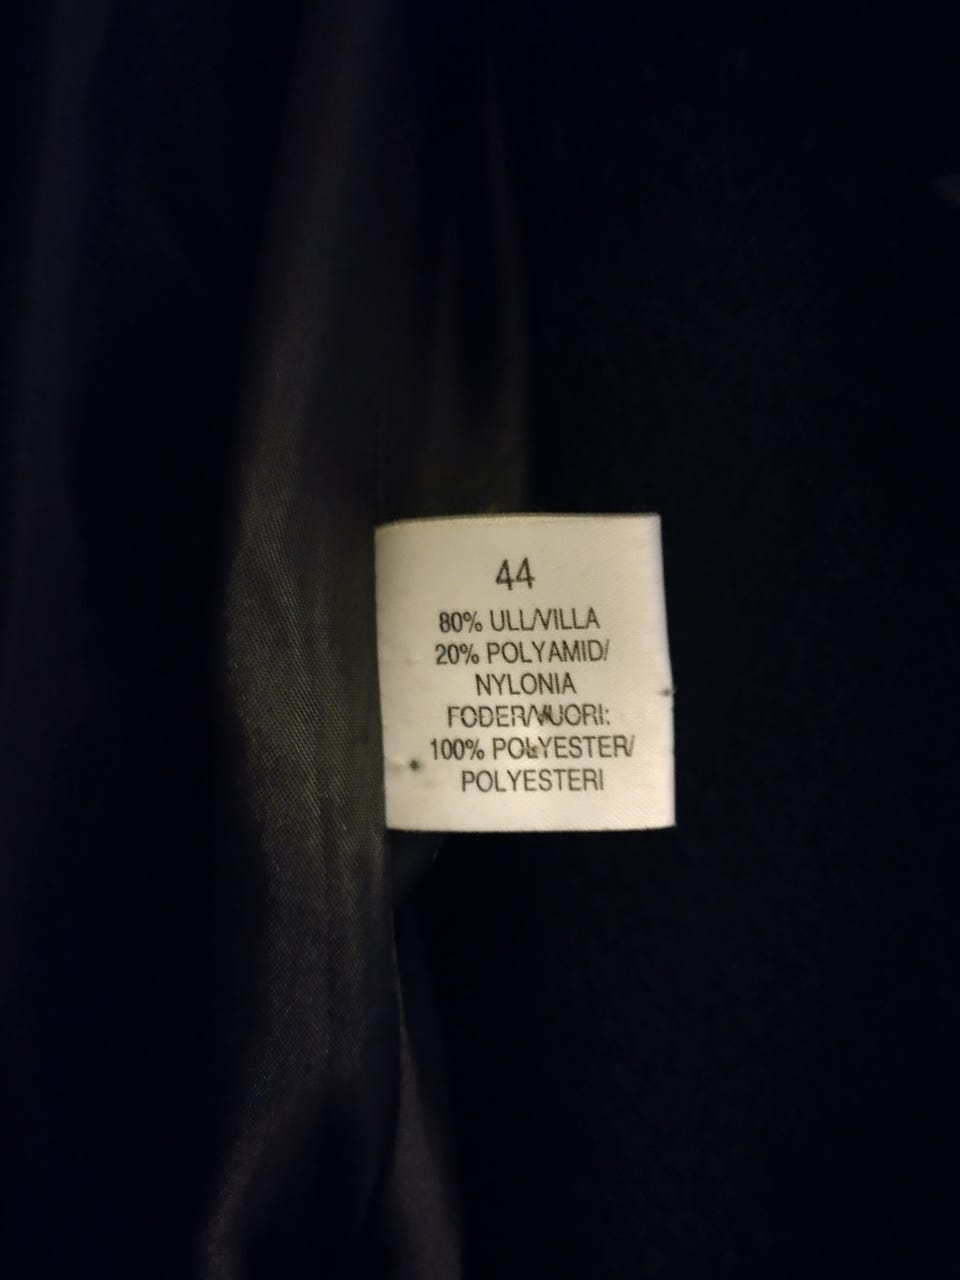 44
80% ULL/VILLA
20% POLYAMID/
NYLONIA
FODER/VUORI:
100% POLYESTER/
POLYESTERI